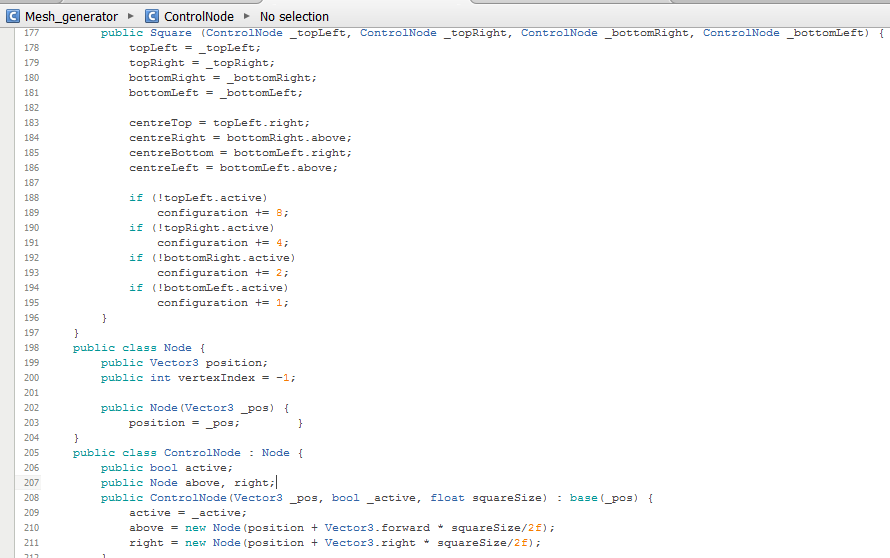 Mesh_generator ▸ ControlNode ▸ No selection
177 public Square (ControlNode _topLeft, ControlNode _topRight, ControlNode _bottomRight, ControlNode _bottomLeft) {
178 topLeft = _topLeft;
179 topRight = _topRight;
180 bottomRight = _bottomRight;
181 bottomLeft = _bottomLeft;
182
183 centreTop = topLeft.right;
184 centreRight = bottomRight.above;
185 centreBottom = bottomLeft.right;
186 centreLeft = bottomLeft.above;
187
188 if (!topLeft.active)
189 configuration += 8;
190 if (!topRight.active)
191 configuration += 4;
192 if (!bottomRight.active)
193 configuration += 2;
194 if (!bottomLeft.active)
195 configuration += 1;
196 }
197 }
198 public class Node {
199 public Vector3 position;
200 public int vertexIndex = -1;
201
202 public Node(Vector3 _pos) {
203 position = _pos; }
204 }
205 public class ControlNode : Node {
206 public bool active;
207 public Node above, right;
208 public ControlNode(Vector3 _pos, bool _active, float squareSize) : base(_pos) {
209 active = _active;
210 above = new Node(position + Vector3.forward * squareSize/2f);
211 right = new Node(position + Vector3.right * squareSize/2f);
212 }